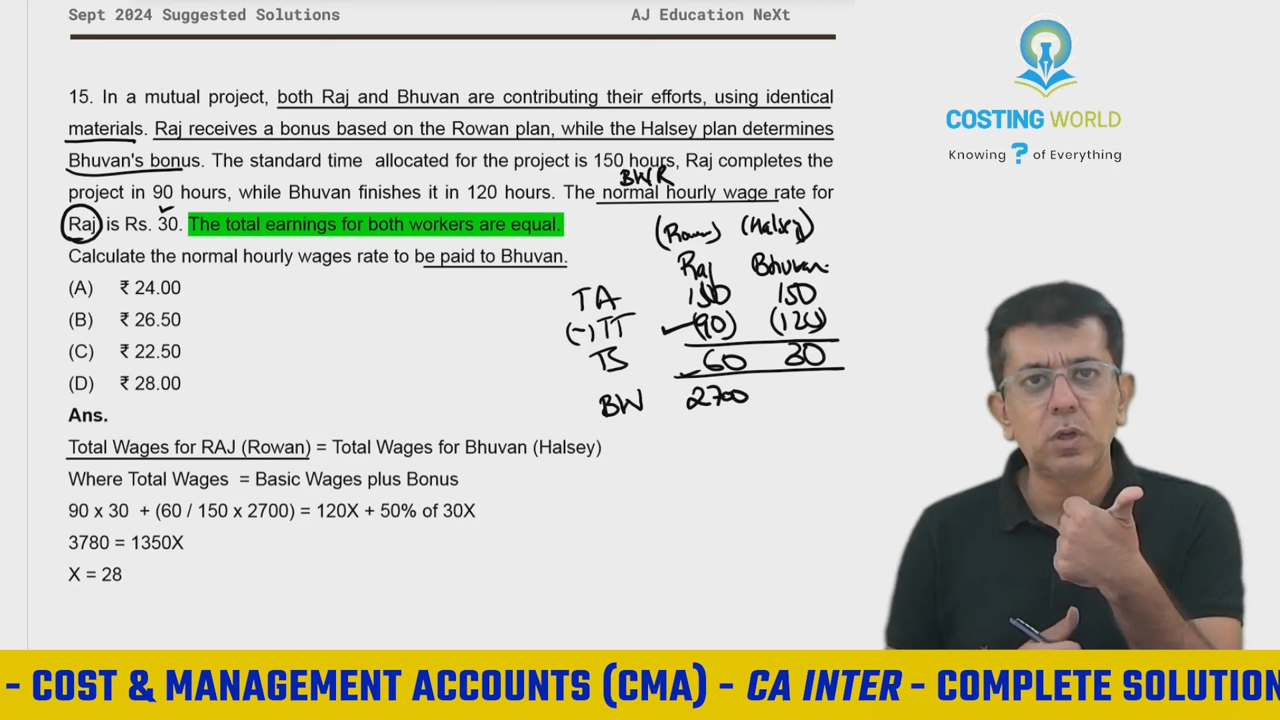 Sept 2024 Suggested Solutions
AJ Education NeXt
15. In a mutual project, both Raj and Bhuvan are contributing their efforts, using identical
materials. Raj receives a bonus based on the Rowan plan, while the Halsey plan determines
Bhuvan's bonus. The standard time allocated for the project is 150 hours, Raj completes the
project in 90 hours, while Bhuvan finishes it in 120 hours. The normal hourly wage rate for
BWR
Raj is Rs. 30. The total earnings for both workers are equal.
Calculate the normal hourly wages rate to be paid to Bhuvan.
(A) ₹ 24.00
(B) ₹ 26.50
(C) ₹ 22.50
(D) ₹ 28.00
(Rowan) (Halsey)
Raj Bhuvan
TA 150 150
(-) TT (90) (120)
TS 60 30
BW 2700
Ans.
Total Wages for RAJ (Rowan) = Total Wages for Bhuvan (Halsey)
Where Total Wages = Basic Wages plus Bonus
90 x 30 + (60 / 150 x 2700) = 120X + 50% of 30X
3780 = 1350X
X = 28
COSTING WORLD
Knowing ? of Everything
- COST & MANAGEMENT ACCOUNTS (CMA) - CA INTER - COMPLETE SOLUTION